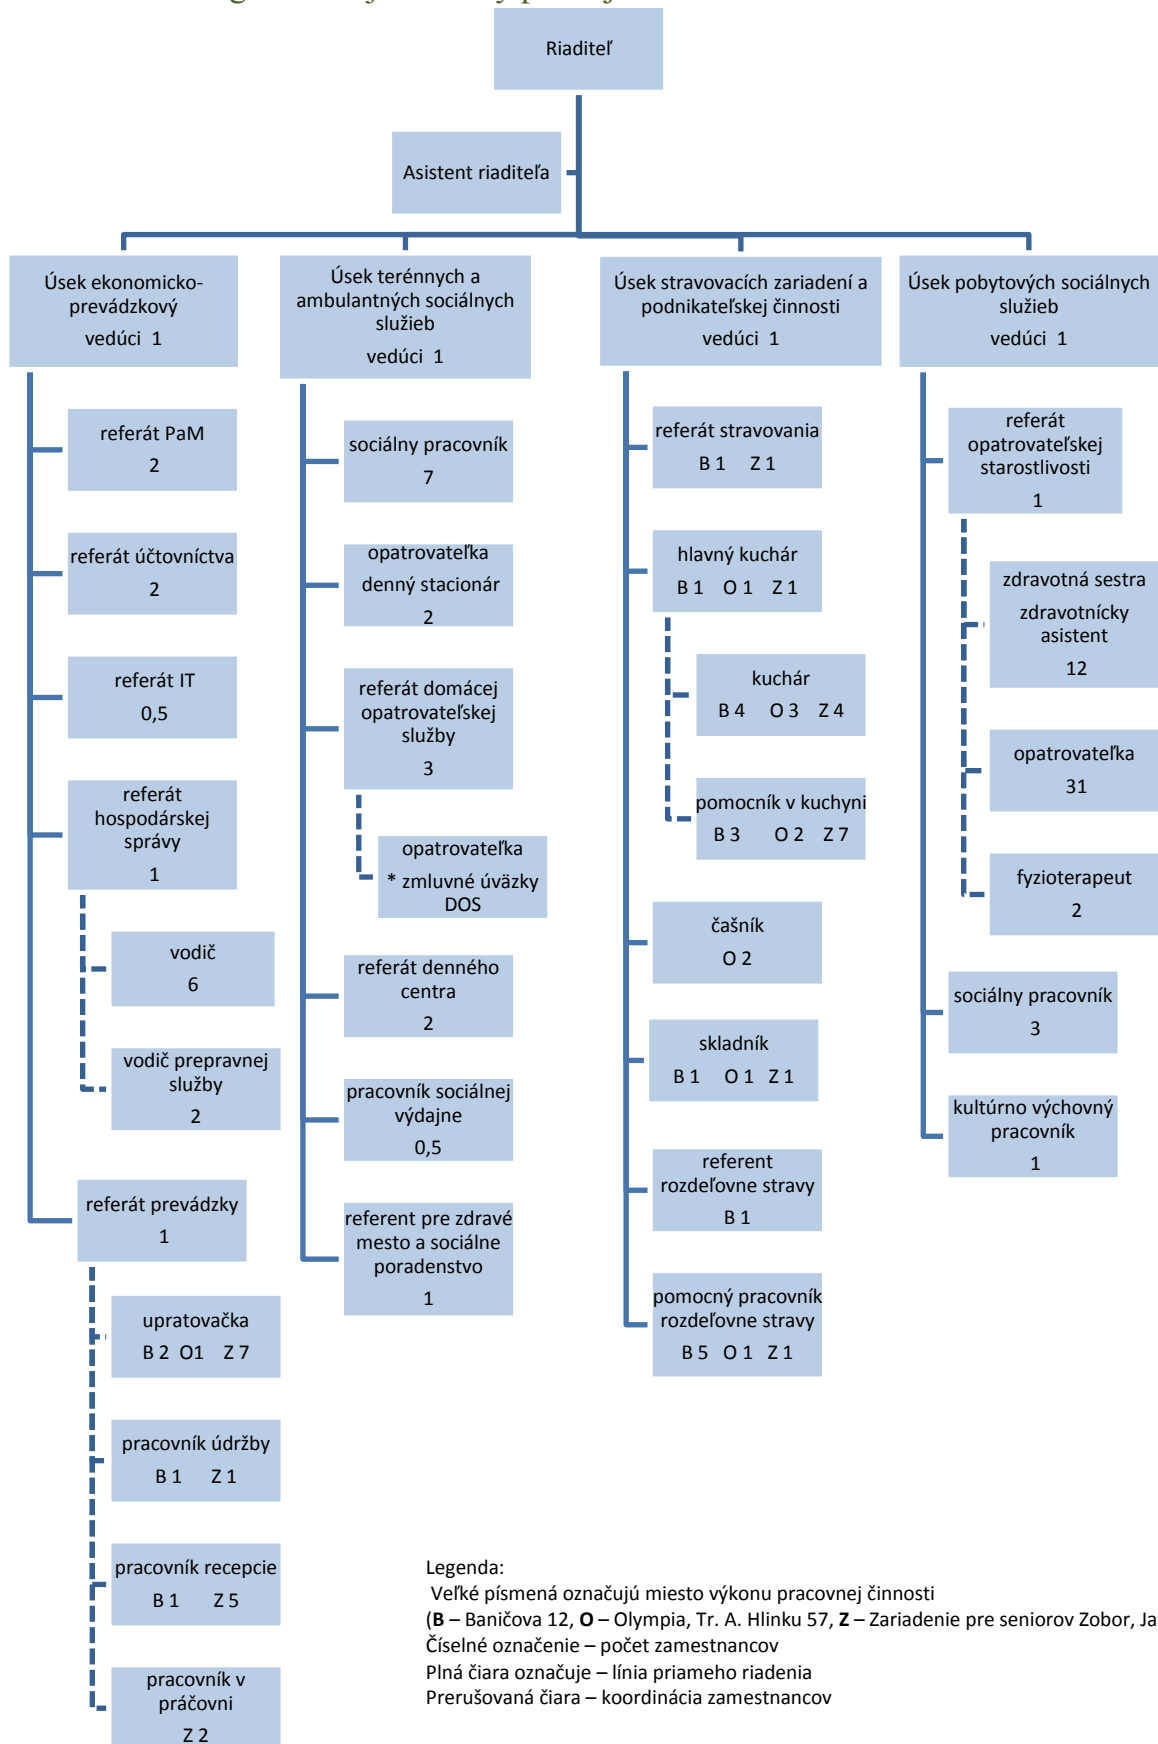 Riaditeľ
Asistent riaditeľa
Úsek ekonomicko-
prevádzkový
vedúci 1
referát PaM
2
referát účtovníctva
2
referát IT
0,5
referát
hospodárskej
správy
1
vodič
6
vodič prepravnej
služby
2
referát prevádzky
1
upratovačka
B 2 O1 Z 7
pracovník údržby
B 1 Z 1
pracovník recepcie
B 1 Z 5
pracovník v
práčovni
Z 2
Úsek terénnych a
ambulantných sociálnych
služieb
vedúci 1
sociálny pracovník
7
opatrovateľka
denný stacionár
2
referát domácej
opatrovateľskej
služby
3
opatrovateľka
* zmluvné úväzky
DOS
referát denného
centra
2
pracovník sociálnej
výdajne
0,5
referent pre zdravé
mesto a sociálne
poradenstvo
1
Úsek stravovacích zariadení a
podnikateľskej činnosti
vedúci 1
referát stravovania
B 1 Z 1
hlavný kuchár
B 1 O 1 Z 1
kuchár
B 4 O 3 Z 4
pomocník v kuchyni
B 3 O 2 Z 7
čašník
O 2
skladník
B 1 O 1 Z 1
referent
rozdeľovne stravy
B 1
pomocný pracovník
rozdeľovne stravy
B 5 O 1 Z 1
Úsek pobytových sociálnych
služieb
vedúci 1
referát
opatrovateľskej
starostlivosti
1
zdravotná sestra
zdravotnícky
asistent
12
opatrovateľka
31
fyzioterapeut
2
sociálny pracovník
3
kultúrno výchovný
pracovník
1
Legenda:
Veľké písmená označujú miesto výkonu pracovnej činnosti
(B – Baničova 12, O – Olympia, Tr. A. Hlinku 57, Z – Zariadenie pre seniorov Zobor, Ja
Číselné označenie – počet zamestnancov
Plná čiara označuje – línia priameho riadenia
Prerušovaná čiara – koordinácia zamestnancov